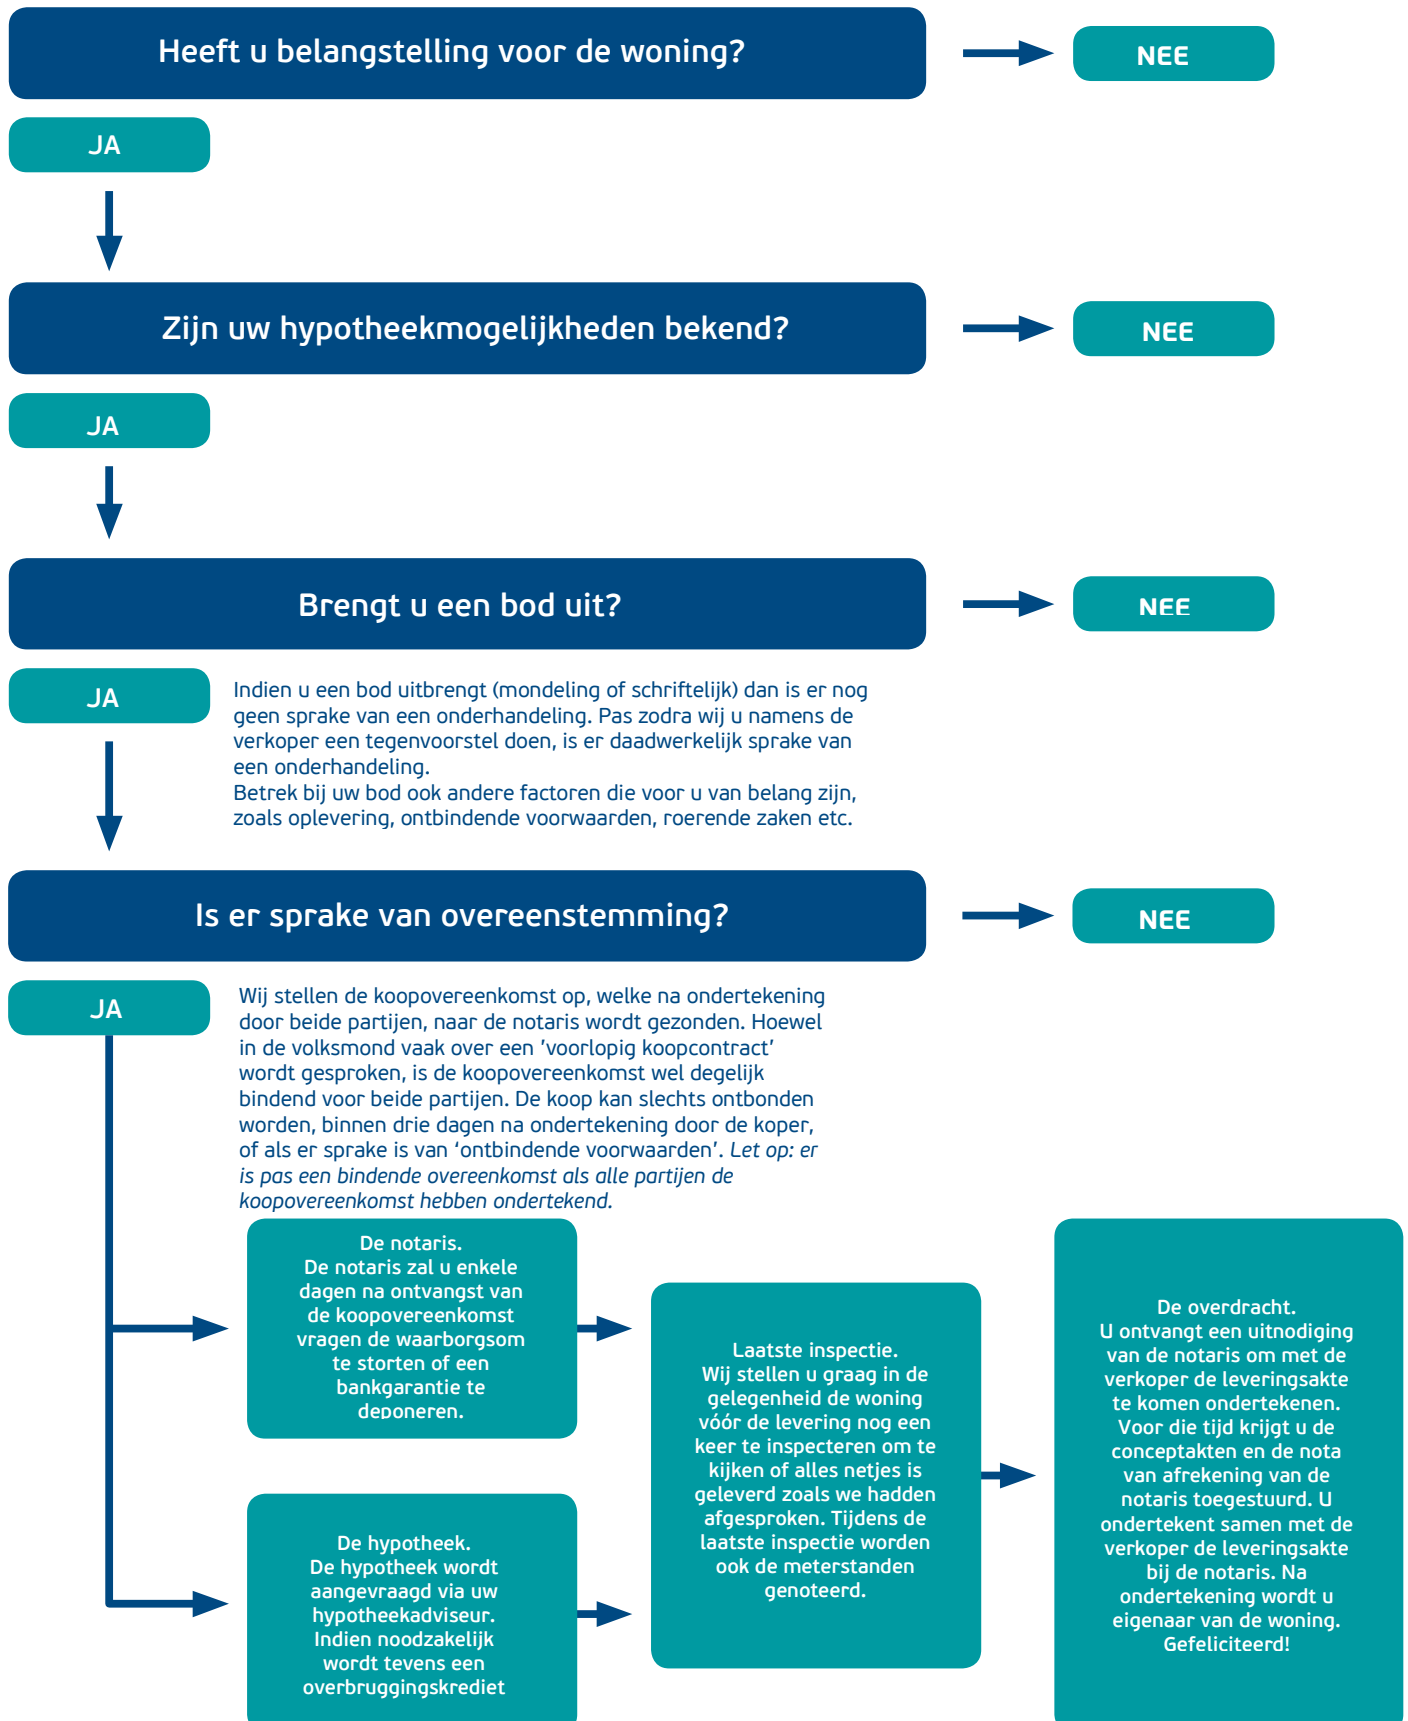 Heeft u belangstelling voor de woning?
NEE
JA
Zijn uw hypotheekmogelijkheden bekend?
NEE
JA
Brengt u een bod uit?
NEE
JA
Indien u een bod uitbrengt (mondeling of schriftelijk) dan is er nog
geen sprake van een onderhandeling. Pas zodra wij u namens de
verkoper een tegenvoorstel doen, is er daadwerkelijk sprake van
een onderhandeling.
Betrek bij uw bod ook andere factoren die voor u van belang zijn,
zoals oplevering, ontbindende voorwaarden, roerende zaken etc.
Is er sprake van overeenstemming?
NEE
JA
Wij stellen de koopovereenkomst op, welke na ondertekening
door beide partijen, naar de notaris wordt gezonden. Hoewel
in de volksmond vaak over een ’voorlopig koopcontract’
wordt gesproken, is de koopovereenkomst wel degelijk
bindend voor beide partijen. De koop kan slechts ontbonden
worden, binnen drie dagen na ondertekening door de koper,
of als er sprake is van ‘ontbindende voorwaarden’. Let op: er
is pas een bindende overeenkomst als alle partijen de
koopovereenkomst hebben ondertekend.
De notaris.
De notaris zal u enkele
dagen na ontvangst van
de koopovereenkomst
vragen de waarborgsom
te storten of een
bankgarantie te
deponeren.
De hypotheek.
De hypotheek wordt
aangevraagd via uw
hypotheekadviseur.
Indien noodzakelijk
wordt tevens een
overbruggingskrediet
Laatste inspectie.
Wij stellen u graag in de
gelegenheid de woning
vóór de levering nog een
keer te inspecteren om te
kijken of alles netjes is
geleverd zoals we hadden
afgesproken. Tijdens de
laatste inspectie worden
ook de meterstanden
genoteerd.
De overdracht.
U ontvangt een uitnodiging
van de notaris om met de
verkoper de leveringsakte
te komen ondertekenen.
Voor die tijd krijgt u de
conceptakten en de nota
van afrekening van de
notaris toegestuurd. U
ondertekent samen met de
verkoper de leveringsakte
bij de notaris. Na
ondertekening wordt u
eigenaar van de woning.
Gefeliciteerd!